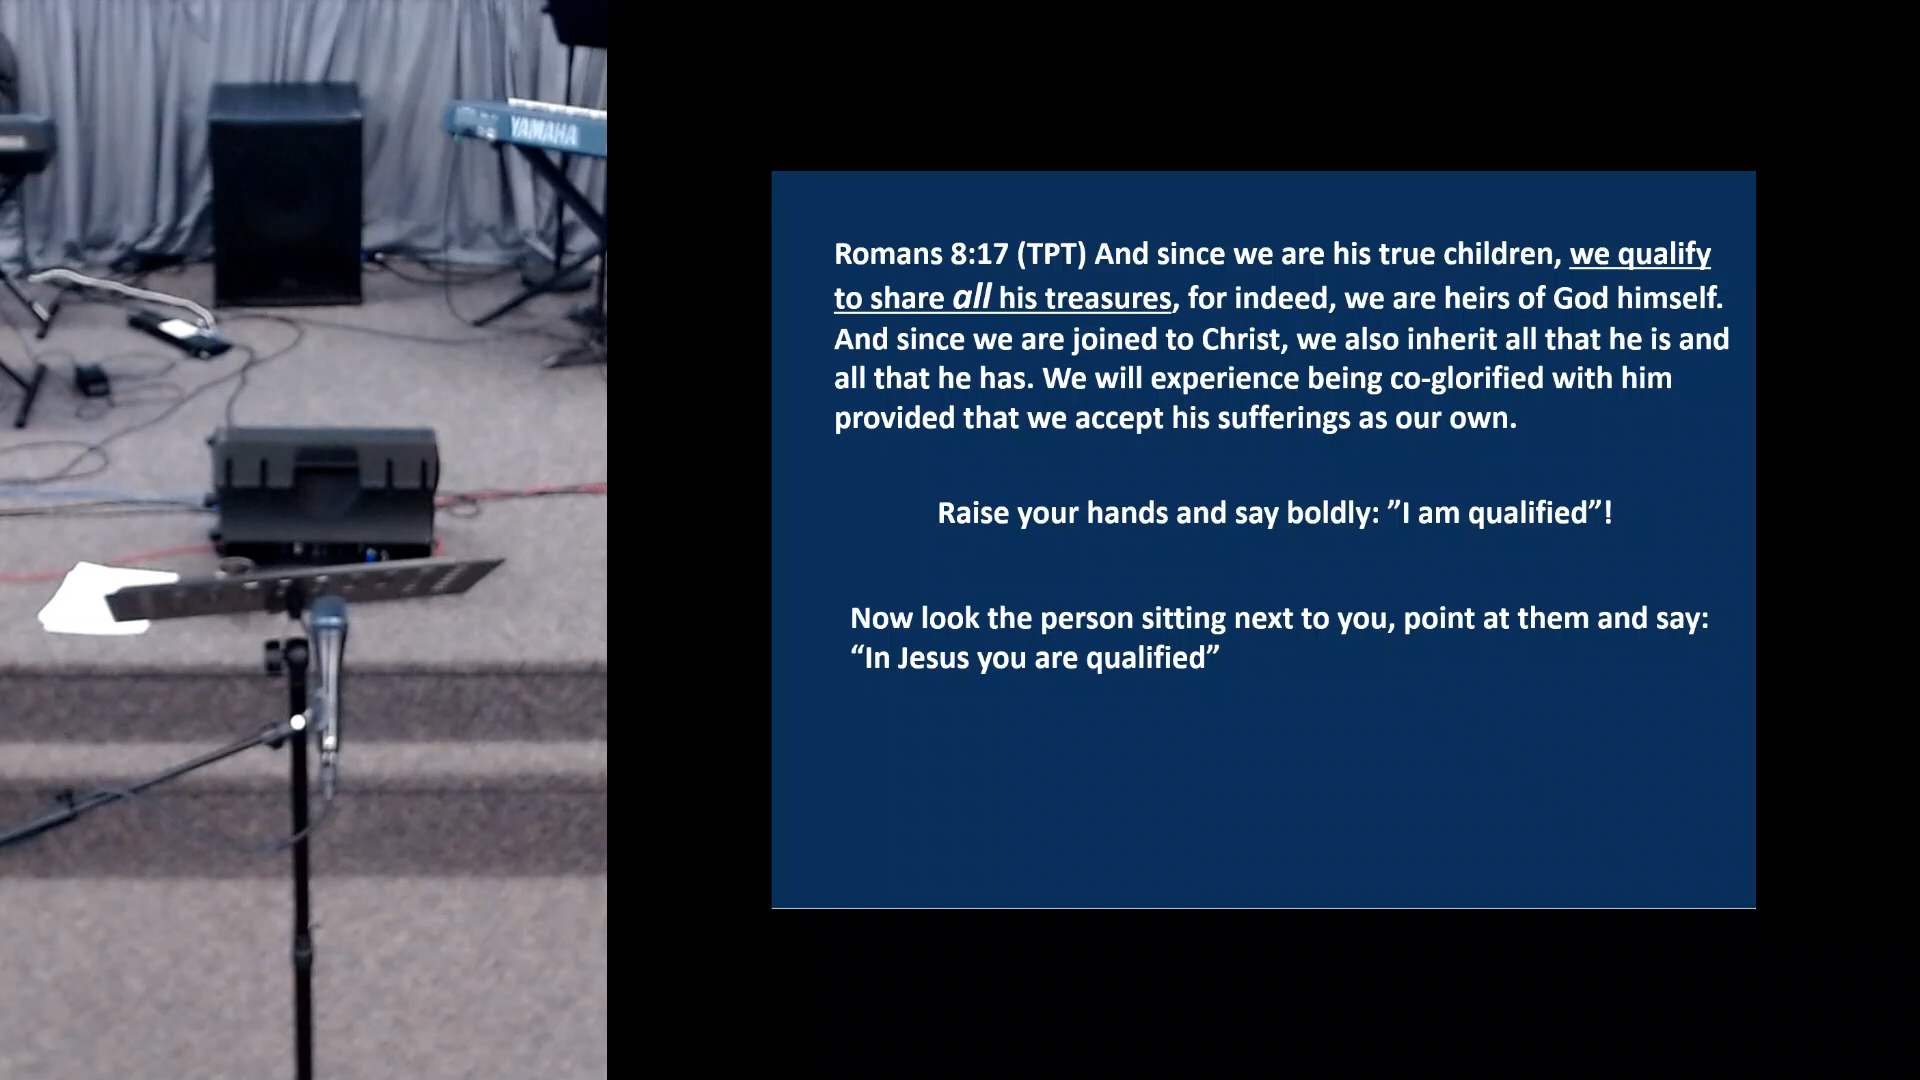 YAMAHA
Romans 8:17 (TPT) And since we are his true children, we qualify
to share all his treasures, for indeed, we are heirs of God himself.
And since we are joined to Christ, we also inherit all that he is and
all that he has. We will experience being co-glorified with him
provided that we accept his sufferings as our own.
Raise your hands and say boldly: ”I am qualified”!
Now look the person sitting next to you, point at them and say:
“In Jesus you are qualified”